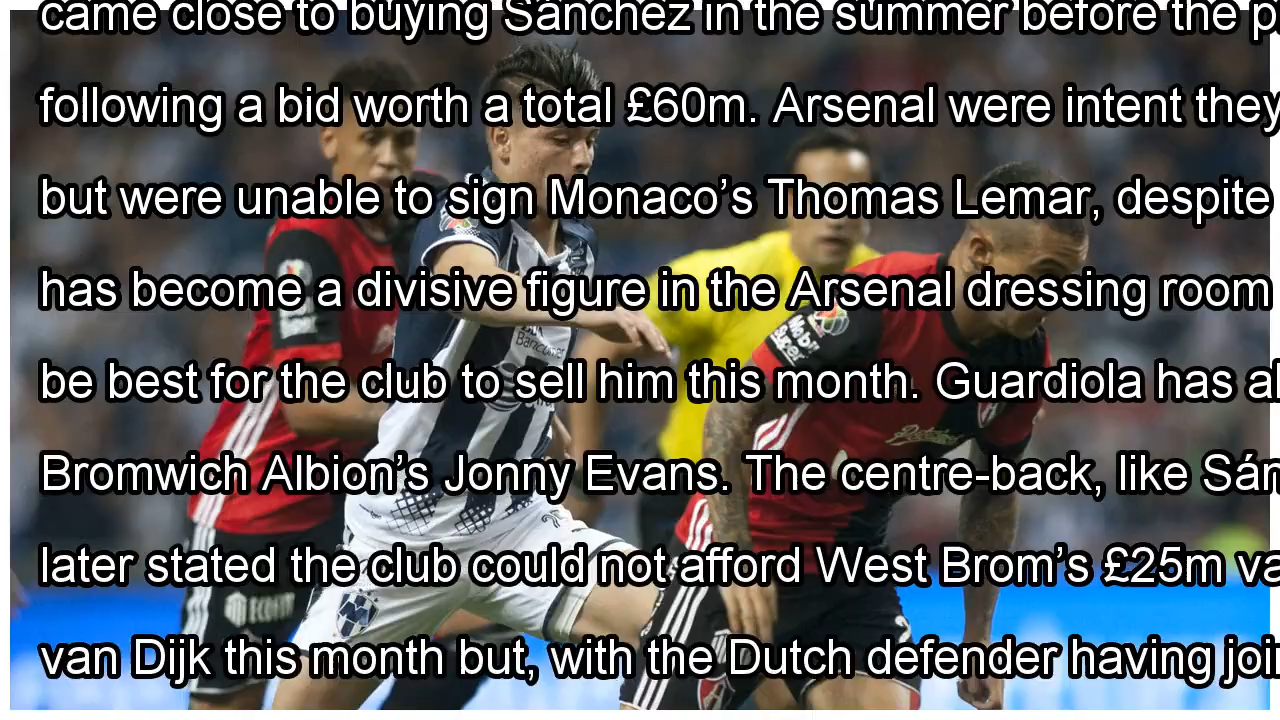 came close to buying Sánchez in the summer before the
following a bid worth a total £60m. Arsenal were intent they
but were unable to sign Monaco’s Thomas Lemar, despite
has become a divisive figure in the Arsenal dressing room
be best for the club to sell him this month. Guardiola has
Bromwich Albion’s Jonny Evans. The centre-back, like
later stated the club could not afford West Brom’s £25m
van Dijk this month but, with the Dutch defender having